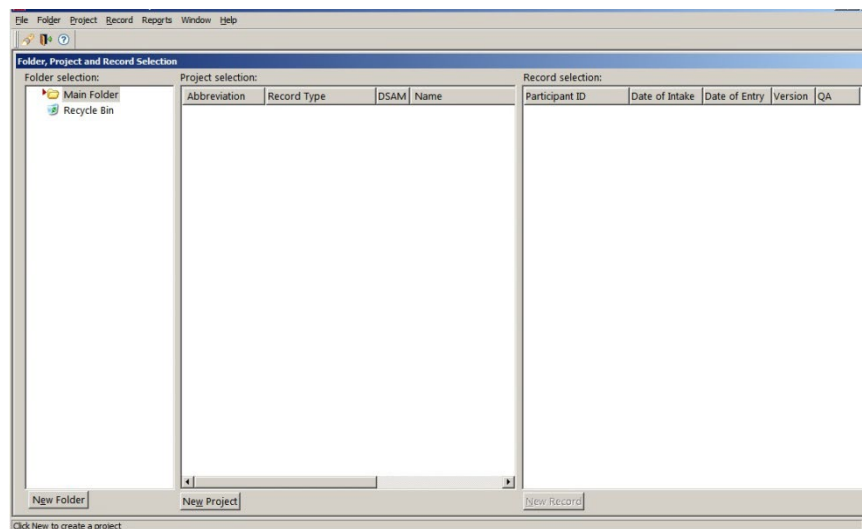 File Folder Project Record Reports Window Help
Folder, Project and Record Selection
Folder selection: Project selection: Record selection:
Main Folder Abbreviation Record Type DSAM Name Participant ID Date of Intake Date of Entry Version QA
Recycle Bin
New Folder New Project New Record
Click New to create a project